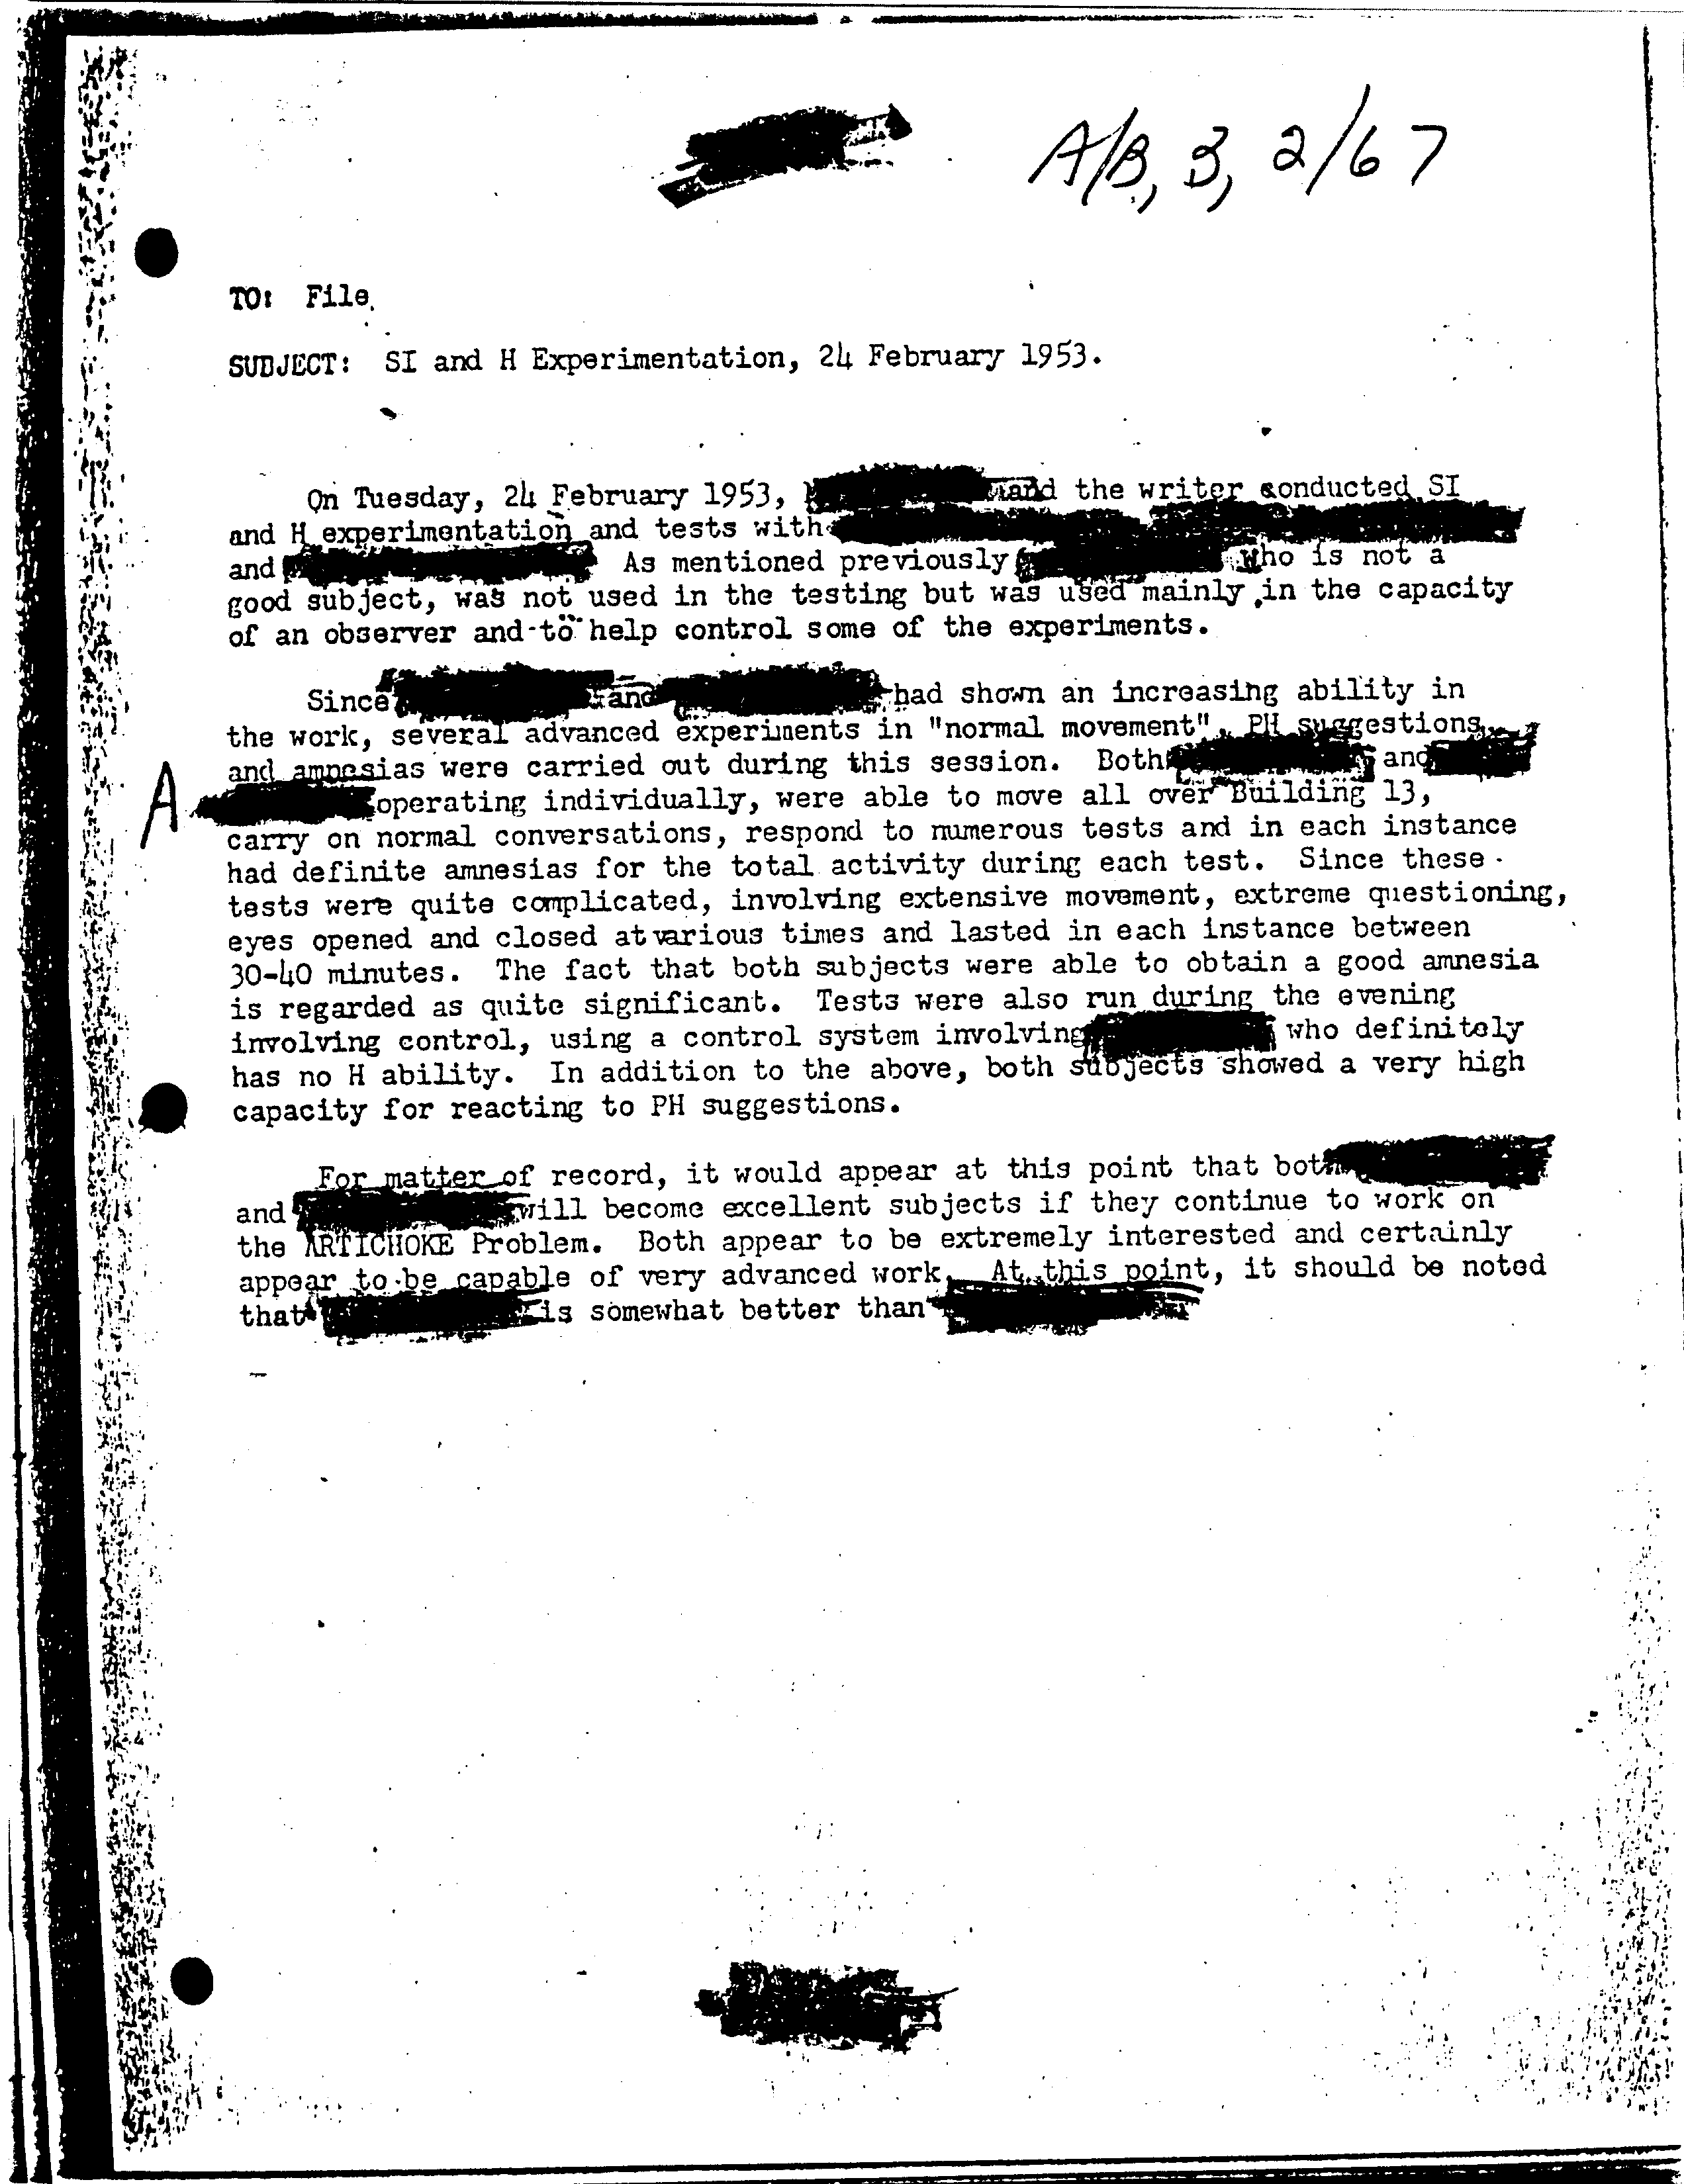 A/B, 3, 2/67
TO: File.
SUBJECT: SI and H Experimentation, 24 February 1953.
On Tuesday, 24 February 1953, and the writer conducted SI
and H experimentation and tests with
and As mentioned previously who is not a
good subject, was not used in the testing but was used mainly in the capacity
of an observer and to help control some of the experiments.
Since and had shown an increasing ability in
the work, several advanced experiments in "normal movement", PH suggestions
and amnesias were carried out during this session. Both and
A operating individually, were able to move all over Building 13,
carry on normal conversations, respond to numerous tests and in each instance
had definite amnesias for the total activity during each test. Since these
tests were quite complicated, involving extensive movement, extreme questioning,
eyes opened and closed at various times and lasted in each instance between
30-40 minutes. The fact that both subjects were able to obtain a good amnesia
is regarded as quite significant. Tests were also run during the evening
involving control, using a control system involving who definitely
has no H ability. In addition to the above, both subjects showed a very high
capacity for reacting to PH suggestions.
For matter of record, it would appear at this point that both
and will become excellent subjects if they continue to work on
the ARTICHOKE Problem. Both appear to be extremely interested and certainly
appear to be capable of very advanced work. At this point, it should be noted
that is somewhat better than